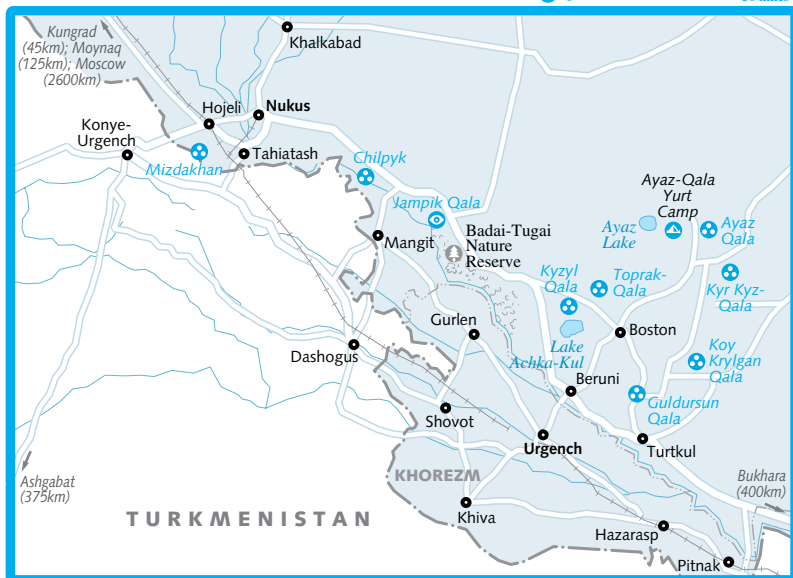 Kungrad
(45km); Moynaq
(125km); Moscow
(2600km)
Khalkabad
Hojeli
Nukus
Konye-
Urgench
Mizdakhan
Tahiatash
Chilpyk
Jampik Qala
Ayaz-Qala
Yurt
Camp
Ayaz
Lake
Ayaz
Qala
Mangit
Badai-Tugai
Nature
Reserve
Kyzyl
Qala
Toprak-
Qala
Kyr Kyz-
Qala
Gurlen
Boston
Dashogus
Lake
Achka-Kul
Koy
Krylgan
Qala
Beruni
Guldursun
Qala
Shovot
Urgench
Turtkul
Ashgabat
(375km)
KHOREZM
Bukhara
(400km)
TURKMENISTAN
Khiva
Hazarasp
Pitnak